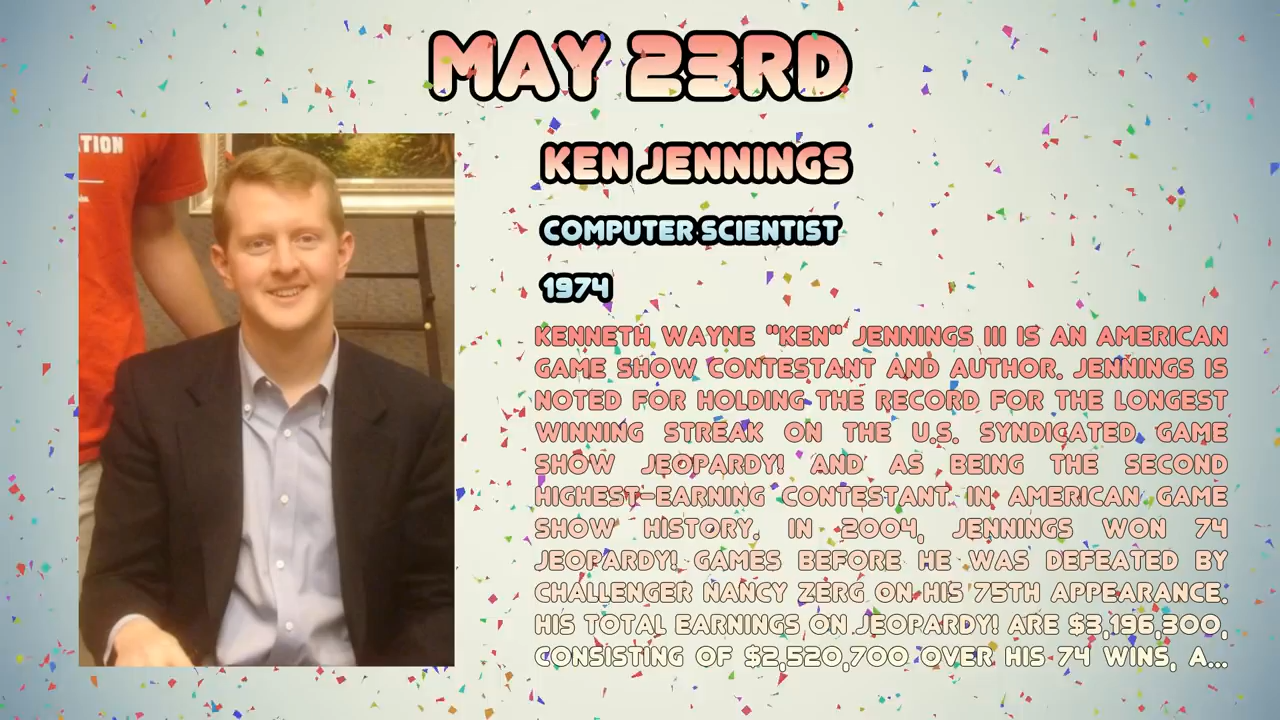 MAY 23RD
TION
KEN JENNINGS
COMPUTER SCIENTIST
1974
KENNETH WAYNE "KEN" JENNINGS III IS AN AMERICAN
GAME SHOW CONTESTANT AND AUTHOR. JENNINGS IS
NOTED FOR HOLDING THE RECORD FOR THE LONGEST
WINNING STREAK ON THE U.S. SYNDICATED GAME
SHOW JEOPARDY! AND AS BEING THE SECOND
HIGHEST-EARNING CONTESTANT IN AMERICAN GAME
SHOW HISTORY. IN 2004, JENNINGS WON 74
JEOPARDY! GAMES BEFORE HE WAS DEFEATED BY
CHALLENGER NANCY ZERG ON HIS 75TH APPEARANCE.
HIS TOTAL EARNINGS ON JEOPARDY! ARE $3,196,300,
CONSISTING OF $2,520,700 OVER HIS 74 WINS, A...